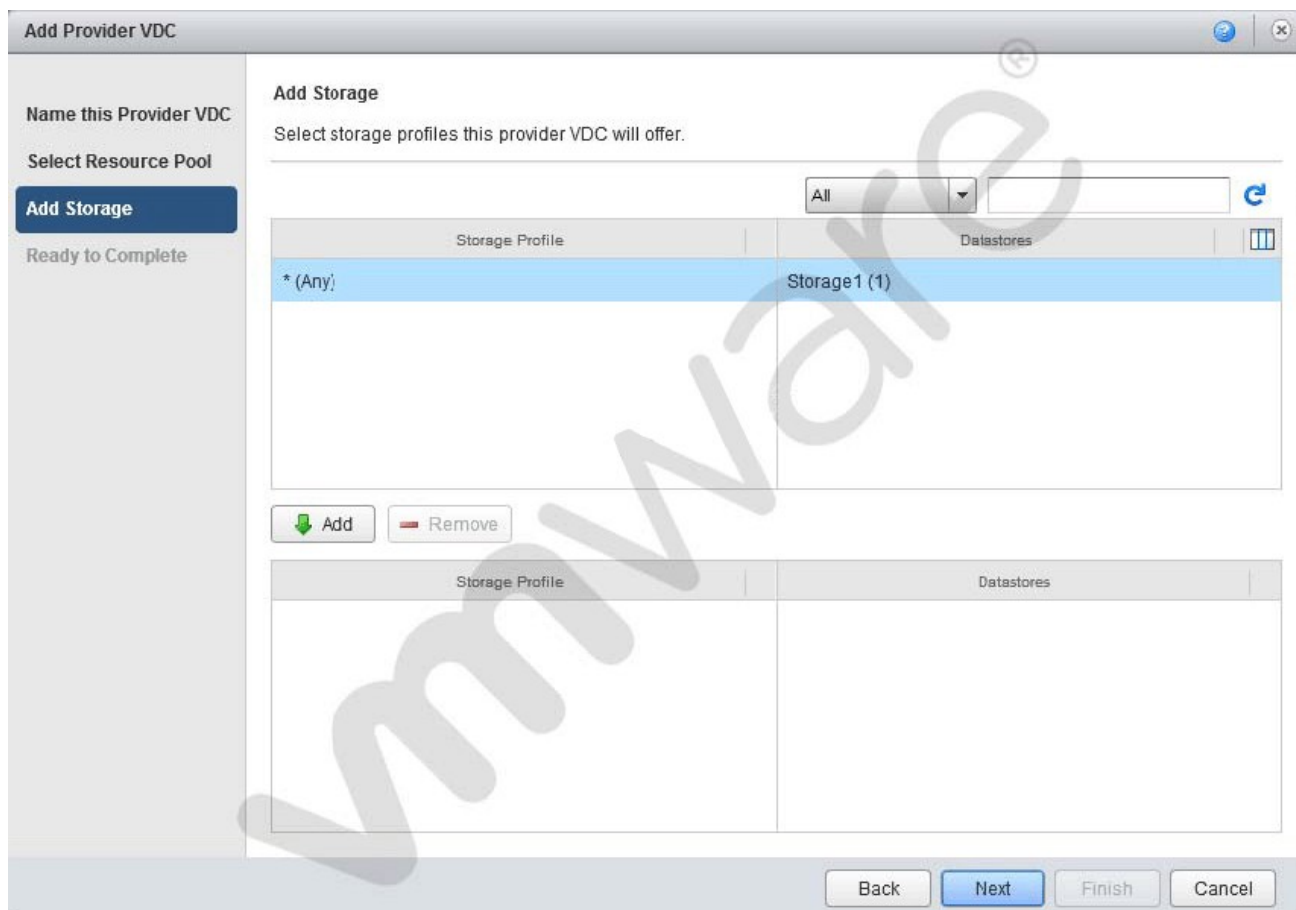 Add Provider VDC
Name this Provider VDC
Select Resource Pool
Add Storage
Ready to Complete
Add Storage
Select storage profiles this provider VDC will offer.
All
Storage Profile Datastores
* (Any) Storage1 (1)
Add Remove
Storage Profile Datastores
Back Next Finish Cancel
vmware®